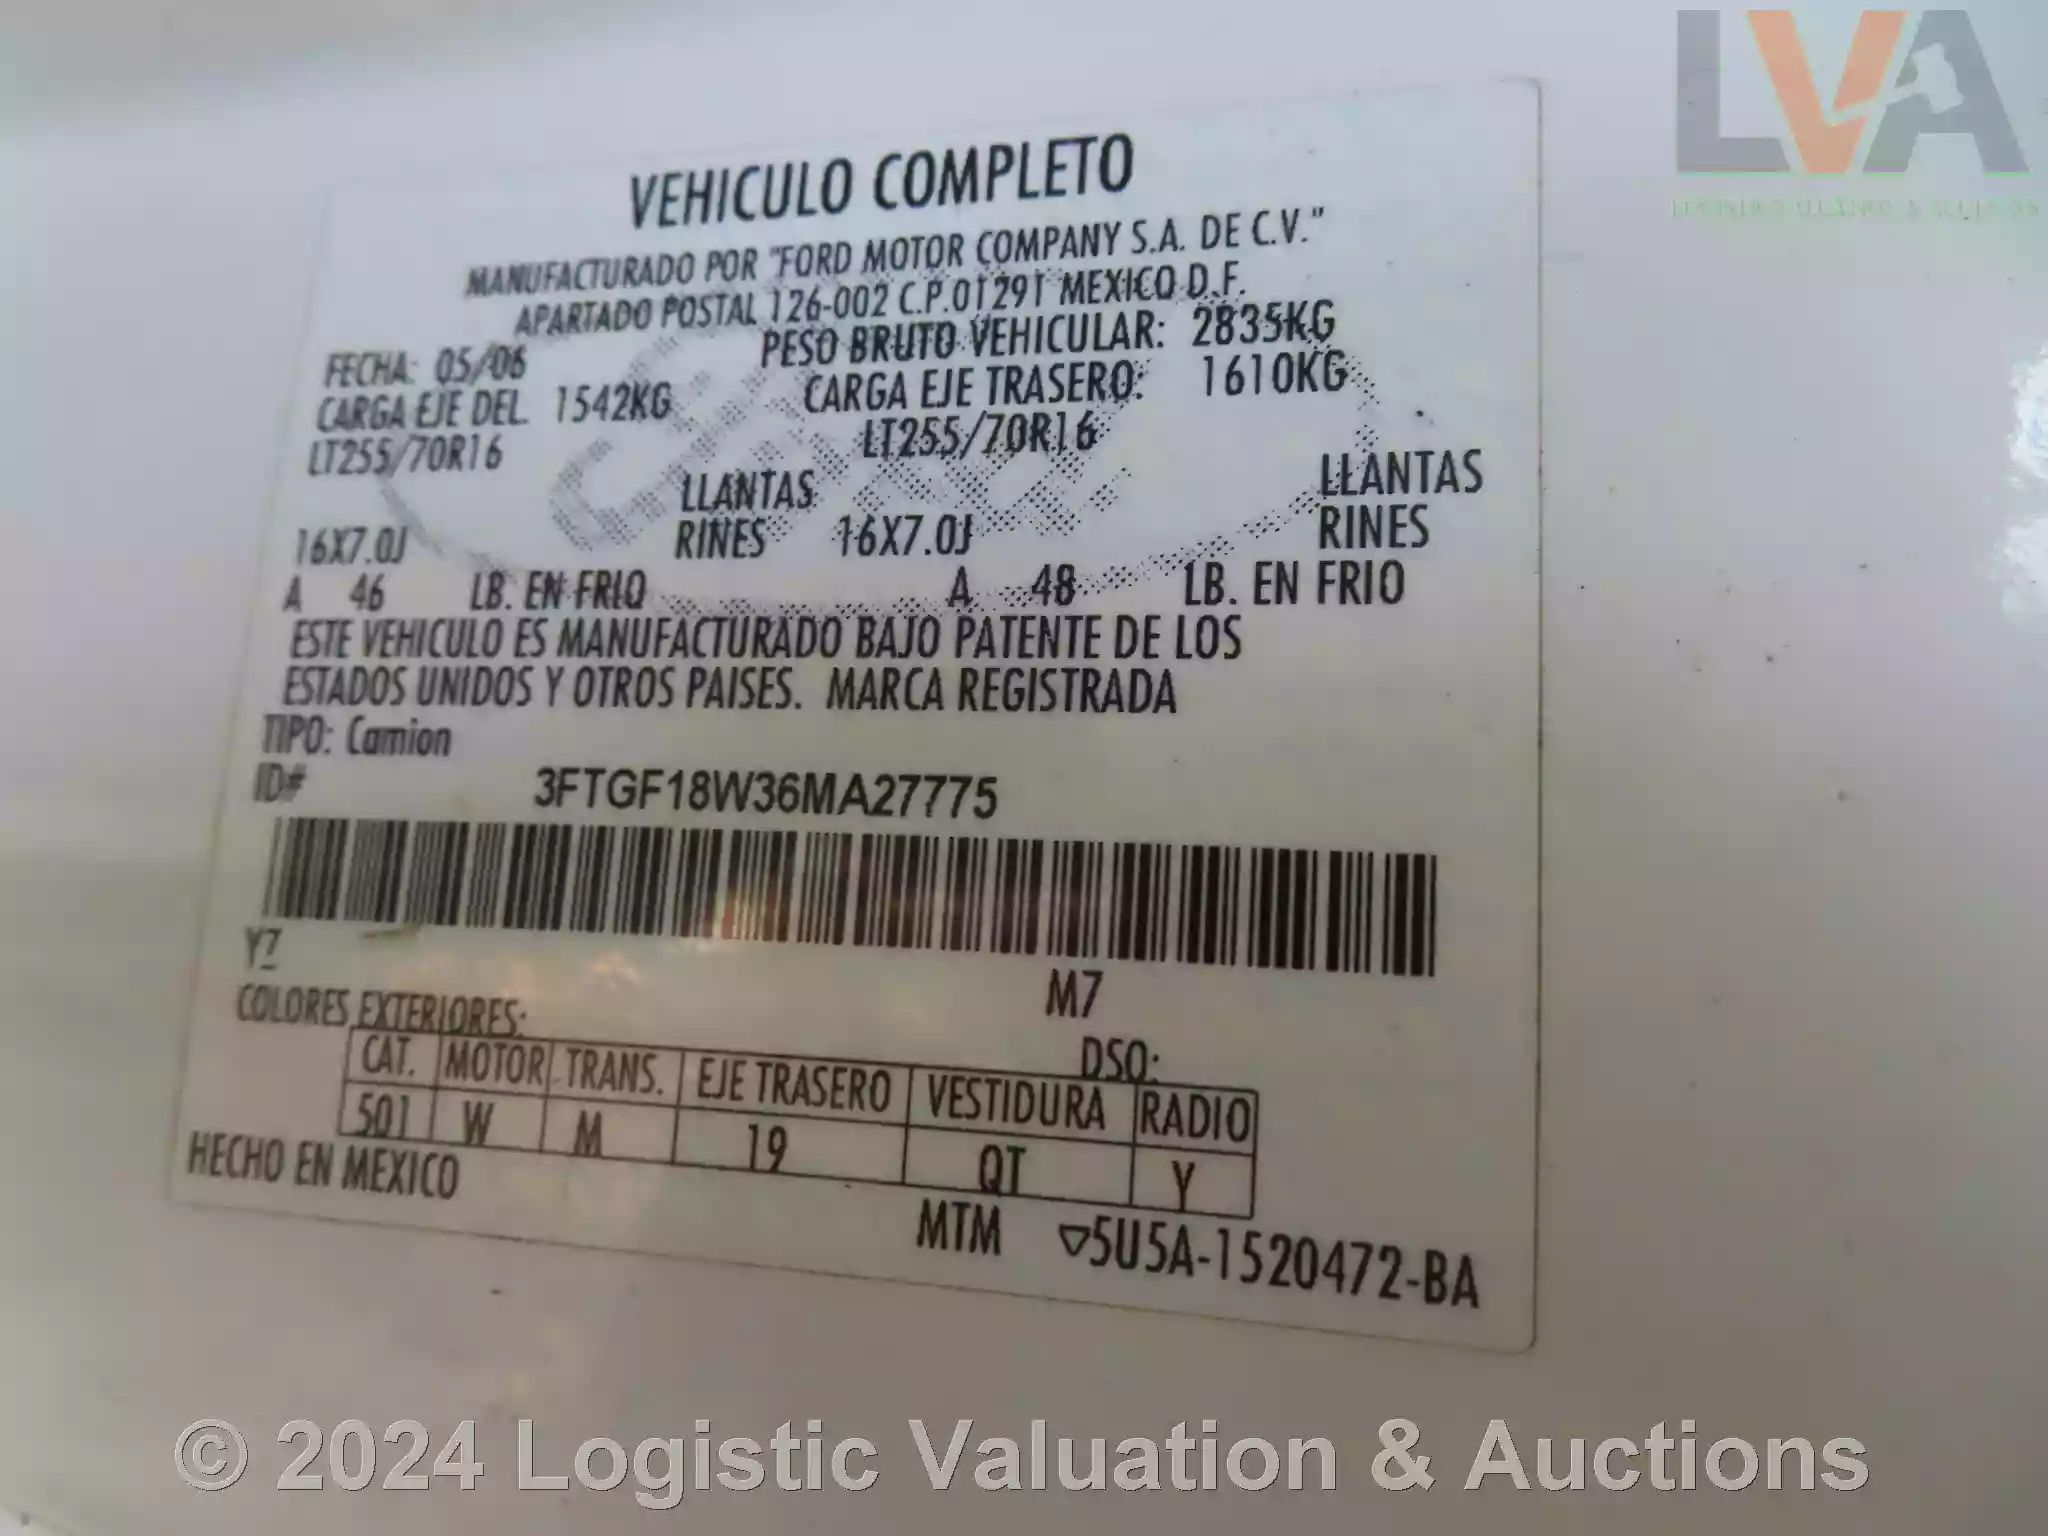 LVA
VEHICULO COMPLETO
MANUFACTURADO POR "FORD MOTOR COMPANY S.A. DE C.V."
APARTADO POSTAL 126-002 C.P.01291 MEXICO D.F.
FECHA: 05/06 PESO BRUTO VEHICULAR: 2835KG
CARGA EJE DEL. 1542KG CARGA EJE TRASERO: 1610KG
LT255/70R16 LT255/70R16
LLANTAS LLANTAS
16X7.0J RINES 16X7.0J RINES
A 46 LB. EN FRIO A 48 LB. EN FRIO
ESTE VEHICULO ES MANUFACTURADO BAJO PATENTE DE LOS
ESTADOS UNIDOS Y OTROS PAISES. MARCA REGISTRADA
TIPO: Camion
ID# 3FTGF18W36MA27775
YZ M7
COLORES EXTERIORES: DSO:
CAT. MOTOR TRANS. EJE TRASERO VESTIDURA RADIO
501 W M 19 QT Y
HECHO EN MEXICO
MTM 5U5A-1520472-BA
© 2024 Logistic Valuation & Auctions